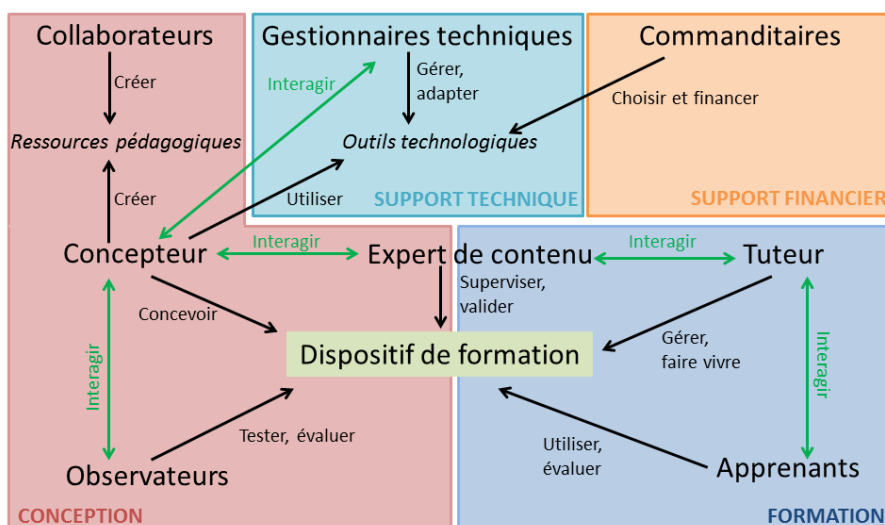 Collaborateurs
Gestionnaires techniques
Commanditaires
Créer
Interagir
Gérer,
adapter
Choisir et financer
Ressources pédagogiques
Outils technologiques
Créer
Utiliser
SUPPORT TECHNIQUE
SUPPORT FINANCIER
Concepteur
Interagir
Expert de contenu
Interagir
Tuteur
Superviser,
valider
Concevoir
Interagir
Dispositif de formation
Gérer,
faire vivre
Interagir
Tester, évaluer
Utiliser,
évaluer
Observateurs
Apprenants
CONCEPTION
FORMATION